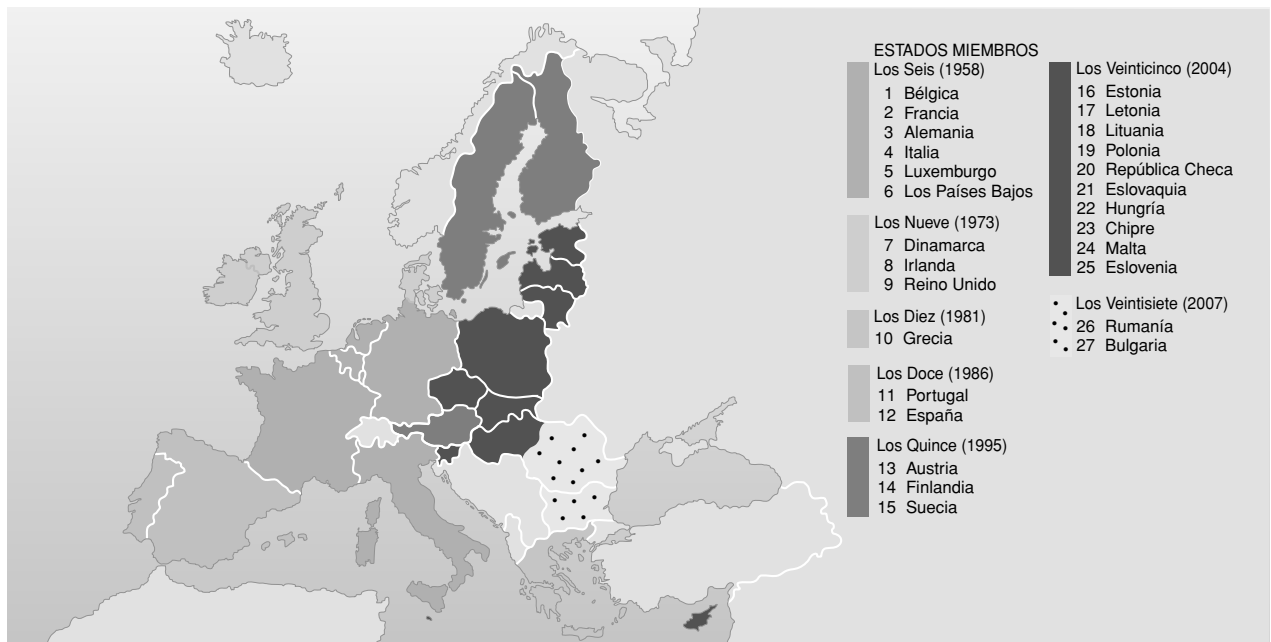 ESTADOS MIEMBROS
Los Seis (1958)
1 Bélgica
2 Francia
3 Alemania
4 Italia
5 Luxemburgo
6 Los Países Bajos
Los Nueve (1973)
7 Dinamarca
8 Irlanda
9 Reino Unido
Los Diez (1981)
10 Grecia
Los Doce (1986)
11 Portugal
12 España
Los Quince (1995)
13 Austria
14 Finlandia
15 Suecia
Los Veinticinco (2004)
16 Estonia
17 Letonia
18 Lituania
19 Polonia
20 República Checa
21 Eslovaquia
22 Hungría
23 Chipre
24 Malta
25 Eslovenia
Los Veintisiete (2007)
26 Rumanía
27 Bulgaria